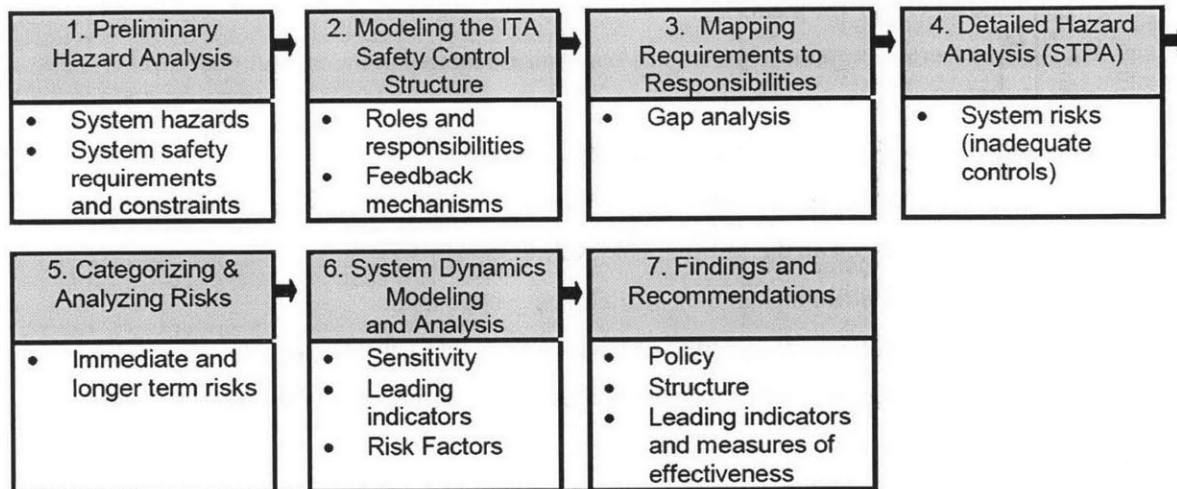 1. Preliminary
Hazard Analysis
• System hazards
• System safety
requirements
and constraints
2. Modeling the ITA
Safety Control
Structure
• Roles and
responsibilities
• Feedback
mechanisms
3. Mapping
Requirements to
Responsibilities
• Gap analysis
4. Detailed Hazard
Analysis (STPA)
• System risks
(inadequate
controls)
5. Categorizing &
Analyzing Risks
• Immediate and
longer term risks
6. System Dynamics
Modeling
and Analysis
• Sensitivity
• Leading
indicators
• Risk Factors
7. Findings and
Recommendations
• Policy
• Structure
• Leading indicators
and measures of
effectiveness